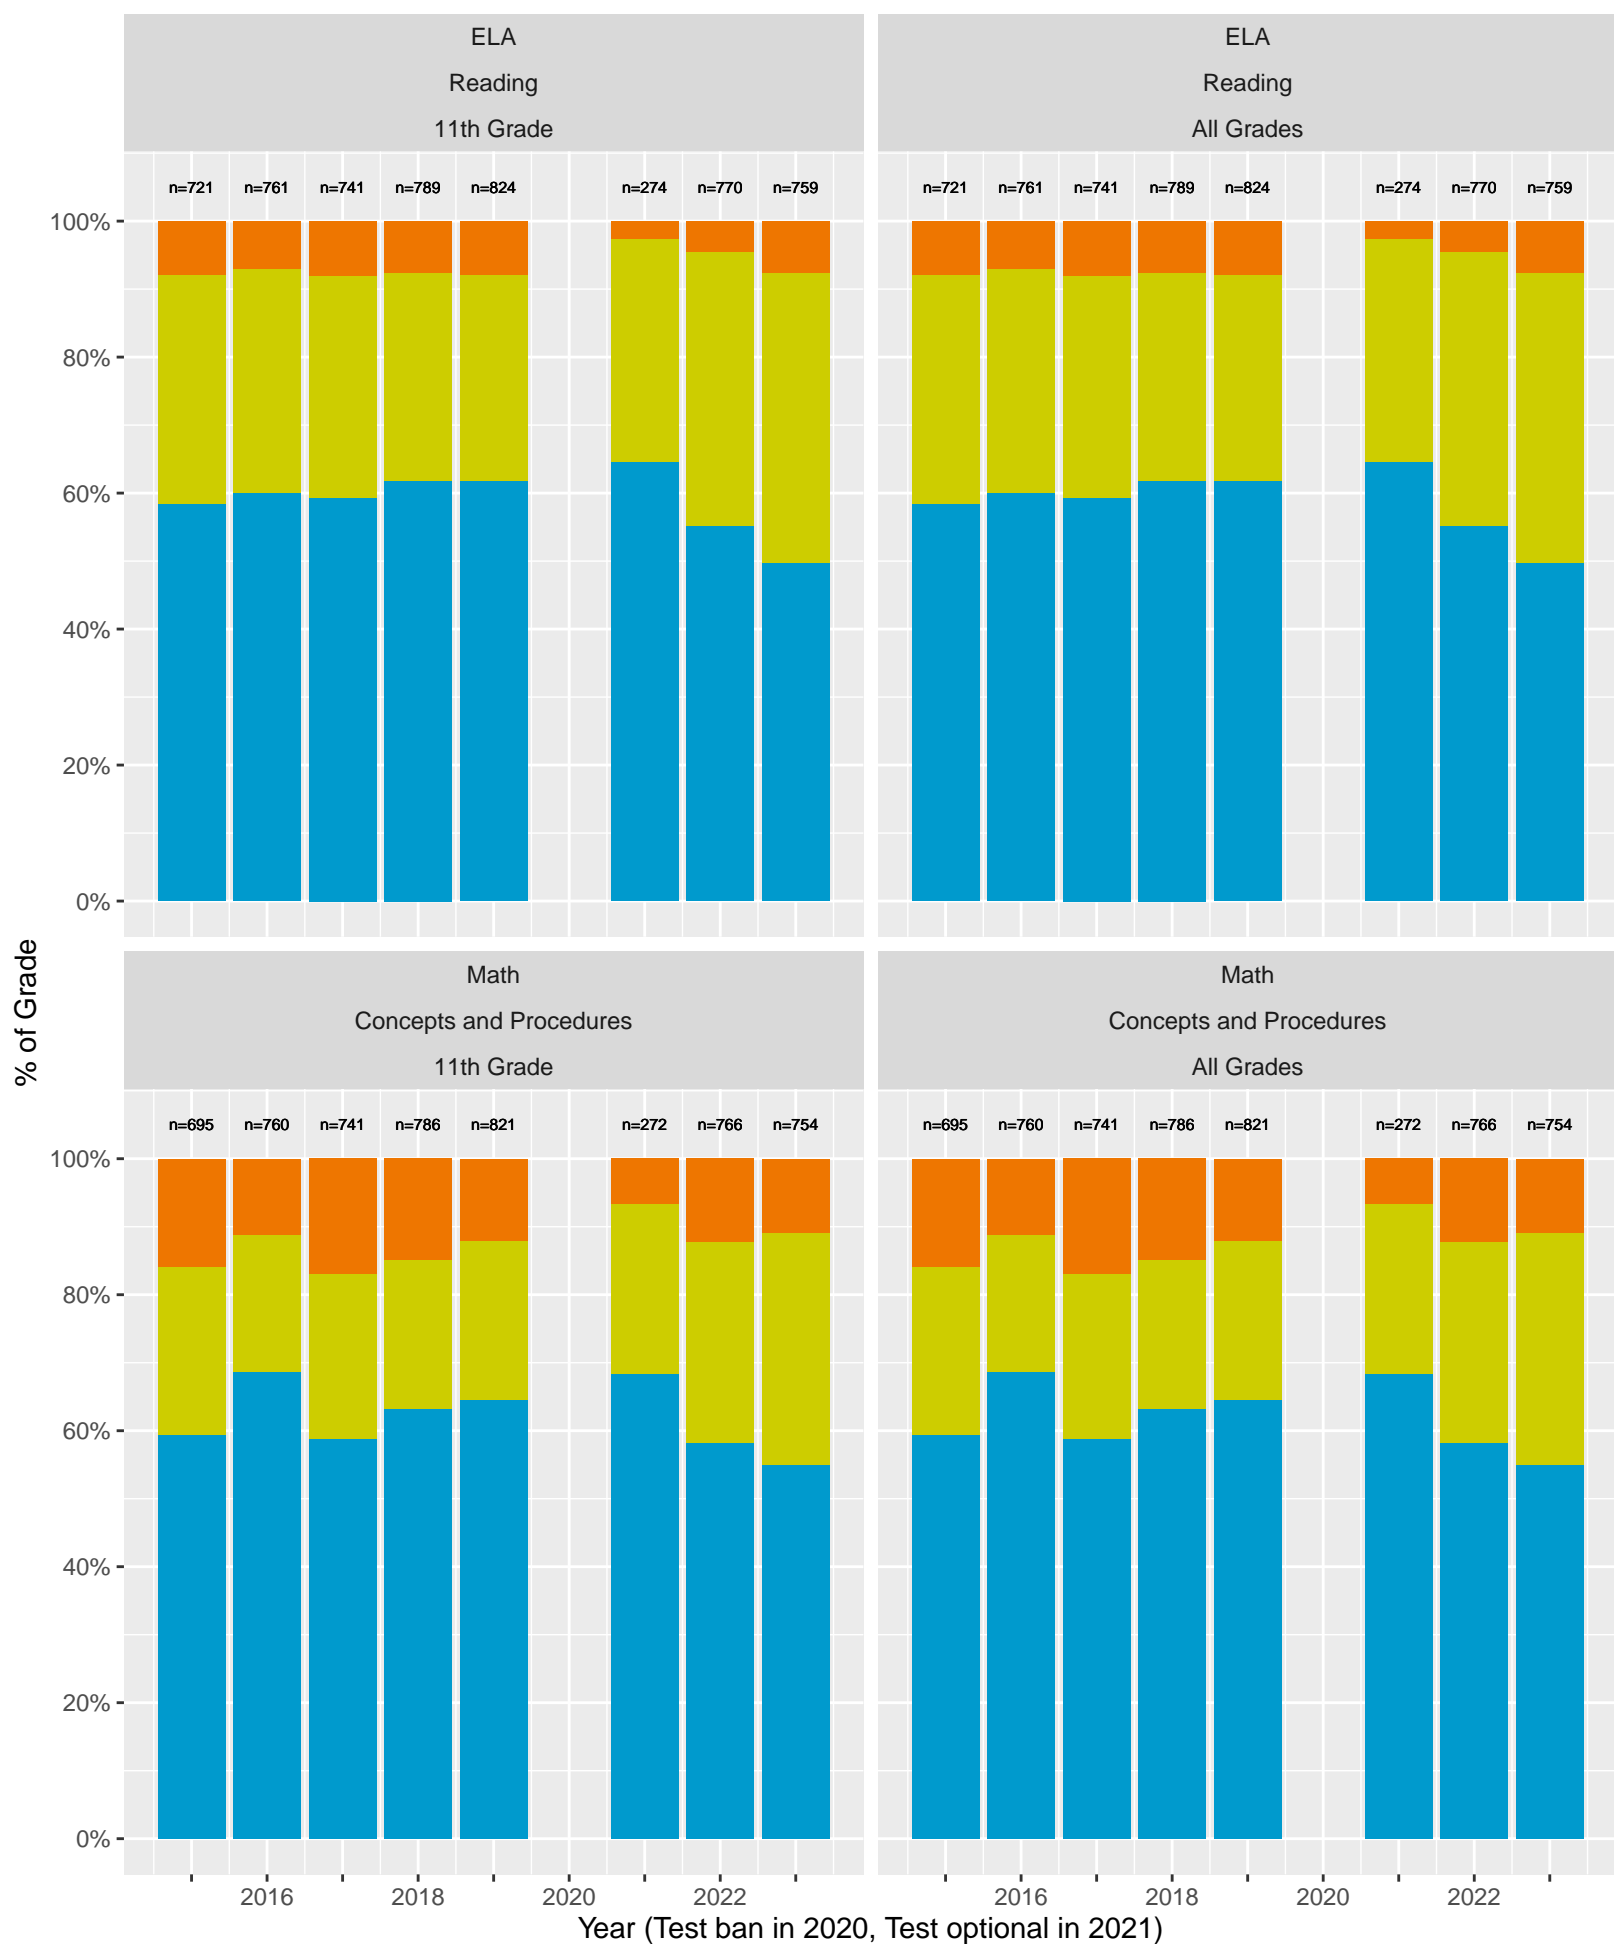 ELA
Reading
11th Grade
ELA
Reading
All Grades
n=721 n=761 n=741 n=789 n=824 n=274 n=770 n=759
n=721 n=761 n=741 n=789 n=824 n=274 n=770 n=759
100%
80%
60%
40%
20%
0%
% of Grade
Math
Concepts and Procedures
11th Grade
Math
Concepts and Procedures
All Grades
n=695 n=760 n=741 n=786 n=821 n=272 n=766 n=754
n=695 n=760 n=741 n=786 n=821 n=272 n=766 n=754
100%
80%
60%
40%
20%
0%
2016 2018 2020 2022
2016 2018 2020 2022
Year (Test ban in 2020, Test optional in 2021)